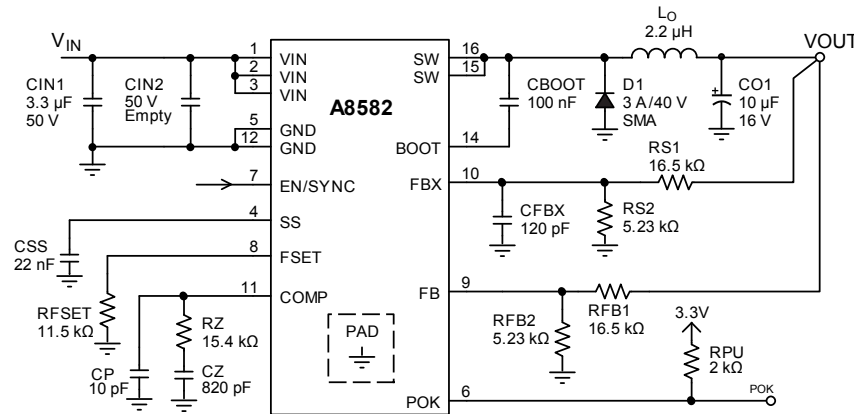 LO
2.2 µH
VIN
VOUT
1
VIN
2
VIN
3
VIN
16
SW
15
SW
CIN1
3.3 µF
50 V
CIN2
50 V
Empty
A8582
CBOOT
100 nF
D1
3 A/40 V
SMA
CO1
10 µF
16 V
5
GND
12
GND
14
BOOT
RS1
16.5 kΩ
10
FBX
7
EN/SYNC
CFBX
120 pF
RS2
5.23 kΩ
4
SS
CSS
22 nF
8
FSET
9
FB
11
COMP
RFSET
11.5 kΩ
RZ
15.4 kΩ
PAD
RFB2
5.23 kΩ
RFB1
16.5 kΩ
3.3V
RPU
2 kΩ
CP
10 pF
CZ
820 pF
6
POK
POK